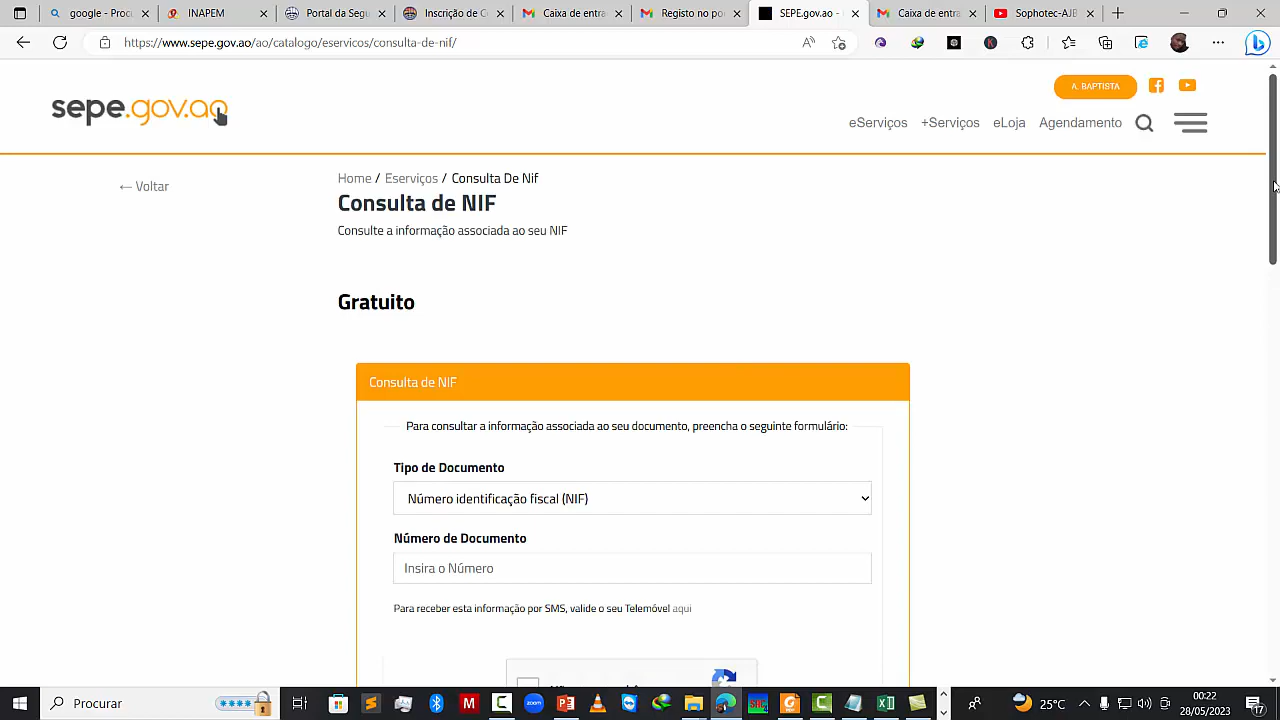 google - Proc
INAPEM
Portal da Segu
Inscrição de C
Caixa de entra
Registo no po
SEPE.gov.ao -
Caixa de entra
Sophotec-AJB
https://www.sepe.gov.ao/ao/catalogo/eservicos/consulta-de-nif/
A. BAPTISTA
sepe.gov.ao
eServiços +Serviços eLoja Agendamento
← Voltar
Home / Eserviços / Consulta De Nif
Consulta de NIF
Consulte a informação associada ao seu NIF
Gratuito
Consulta de NIF
Para consultar a informação associada ao seu documento, preencha o seguinte formulário:
Tipo de Documento
Número identificação fiscal (NIF)
Número de Documento
Insira o Número
Para receber esta informação por SMS, valide o seu Telemóvel aqui
Procurar
zoom
25°C
00:22
28/05/2023